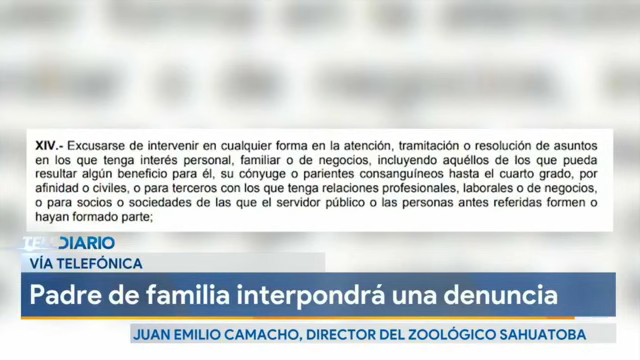 XIV.- Excusarse de intervenir en cualquier forma en la atención, tramitación o resolución de asuntos
en los que tenga interés personal, familiar o de negocios, incluyendo aquéllos de los que pueda
resultar algún beneficio para él, su cónyuge o parientes consanguíneos hasta el cuarto grado, por
afinidad o civiles, o para terceros con los que tenga relaciones profesionales, laborales o de negocios,
o para socios o sociedades de las que el servidor público o las personas antes referidas formen o
hayan formado parte;
TELEDIARIO
VÍA TELEFÓNICA
Padre de familia interpondrá una denuncia
JUAN EMILIO CAMACHO, DIRECTOR DEL ZOOLÓGICO SAHUATOBA